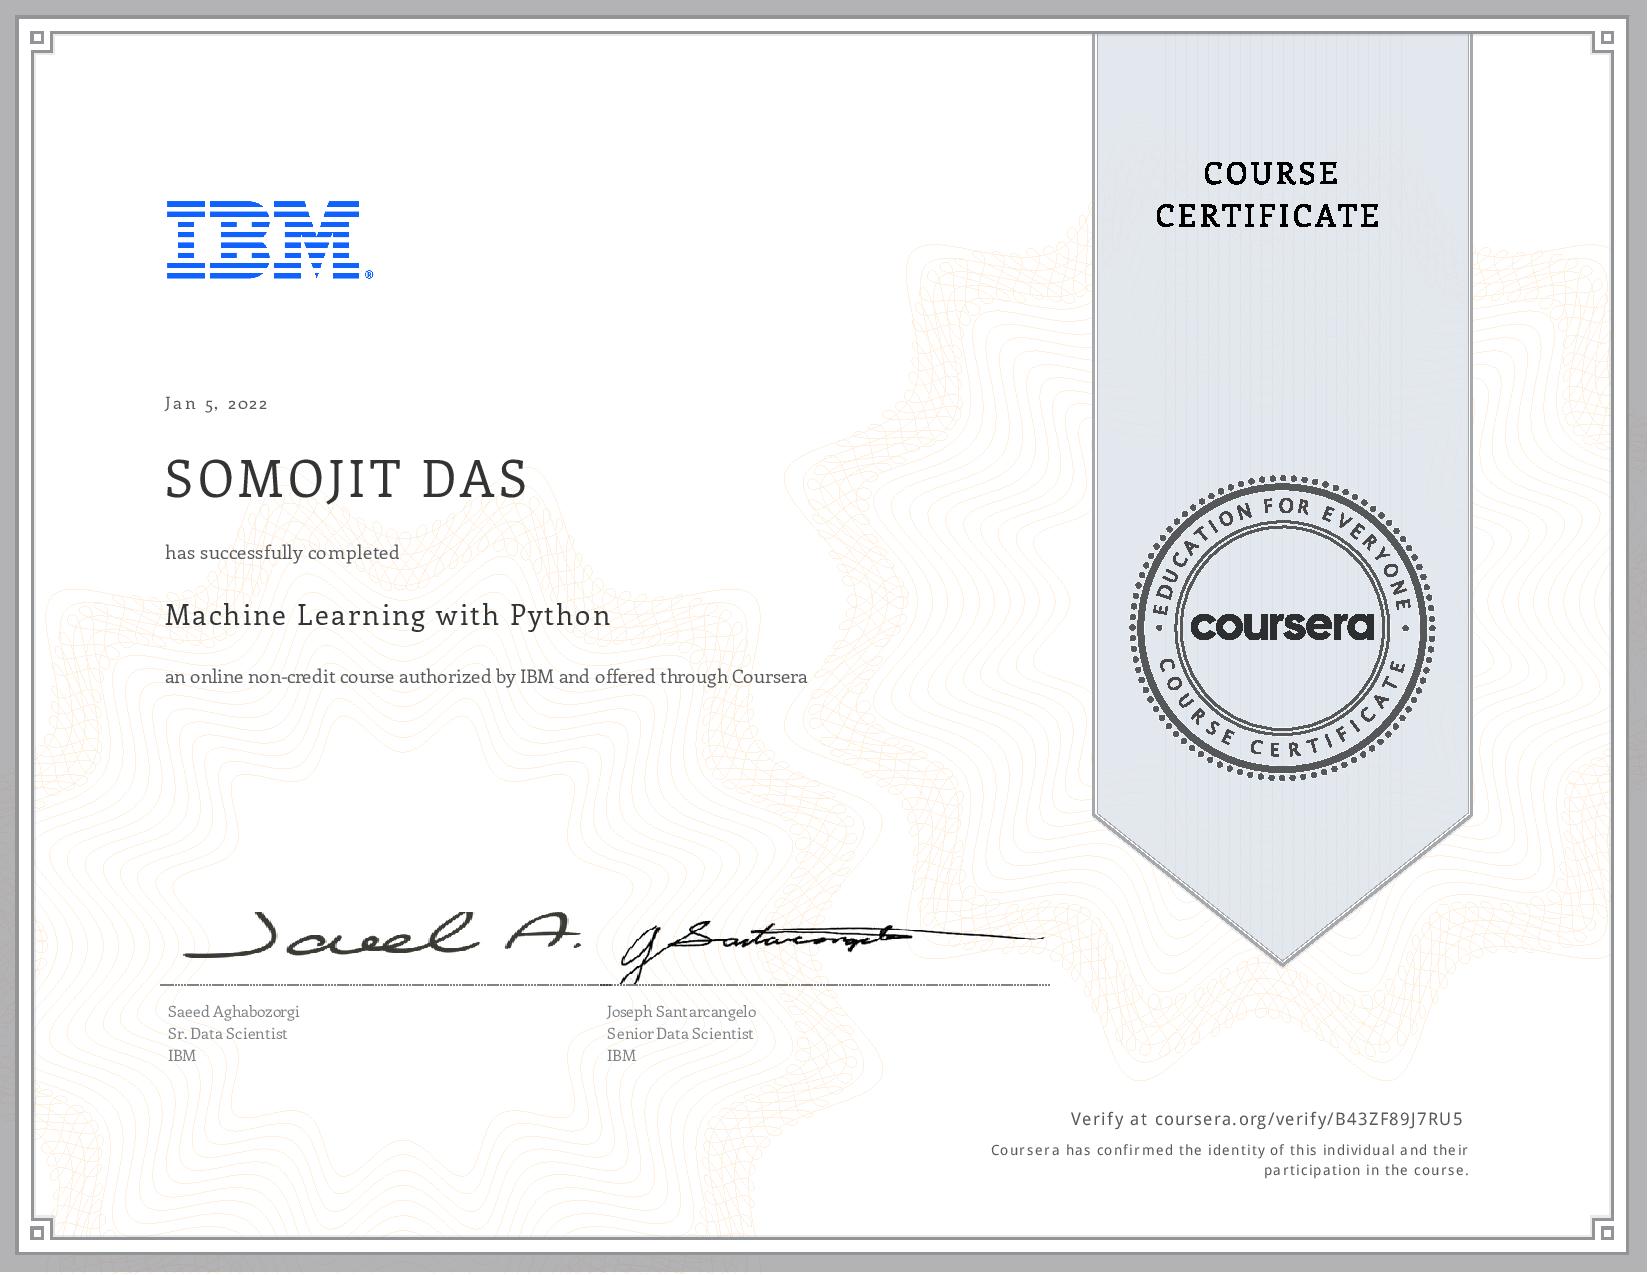 IBM®
COURSE
CERTIFICATE
Jan 5, 2022
SOMOJIT DAS
has successfully completed
Machine Learning with Python
an online non-credit course authorized by IBM and offered through Coursera
EDUCATION FOR EVERYONE
coursera
COURSE CERTIFICATE
Saeed A.
J Santarcangelo
Saeed Aghabozorgi
Sr. Data Scientist
IBM
Joseph Santarcangelo
Senior Data Scientist
IBM
Verify at coursera.org/verify/B43ZF89J7RU5
Coursera has confirmed the identity of this individual and their
participation in the course.